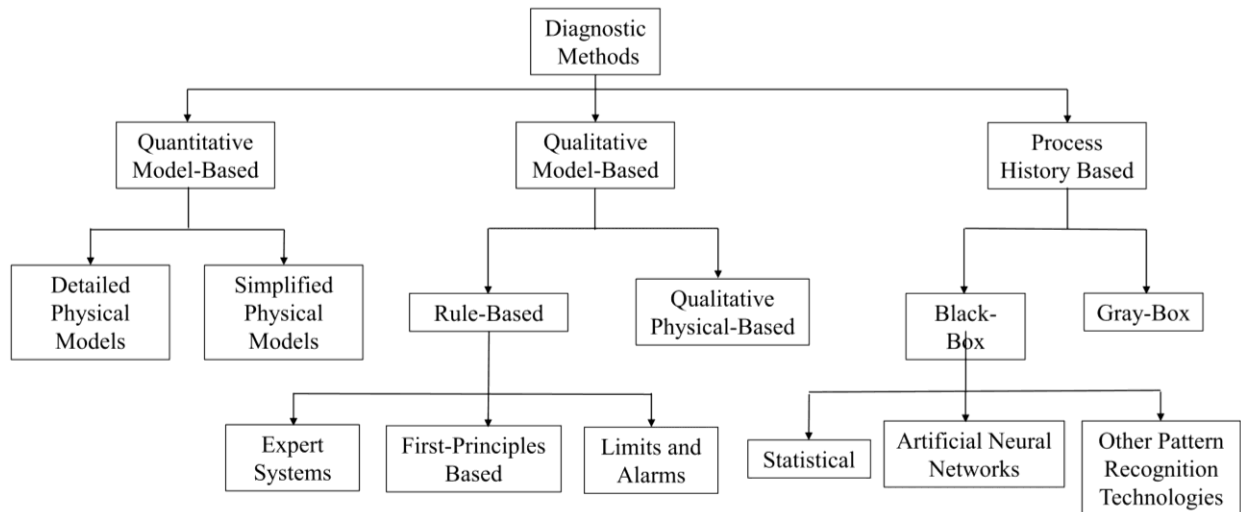 Diagnostic
Methods
Quantitative
Model-Based
Qualitative
Model-Based
Process
History Based
Detailed
Physical
Models
Simplified
Physical
Models
Rule-Based
Qualitative
Physical-Based
Black-
Box
Gray-Box
Expert
Systems
First-Principles
Based
Limits and
Alarms
Statistical
Artificial Neural
Networks
Other Pattern
Recognition
Technologies